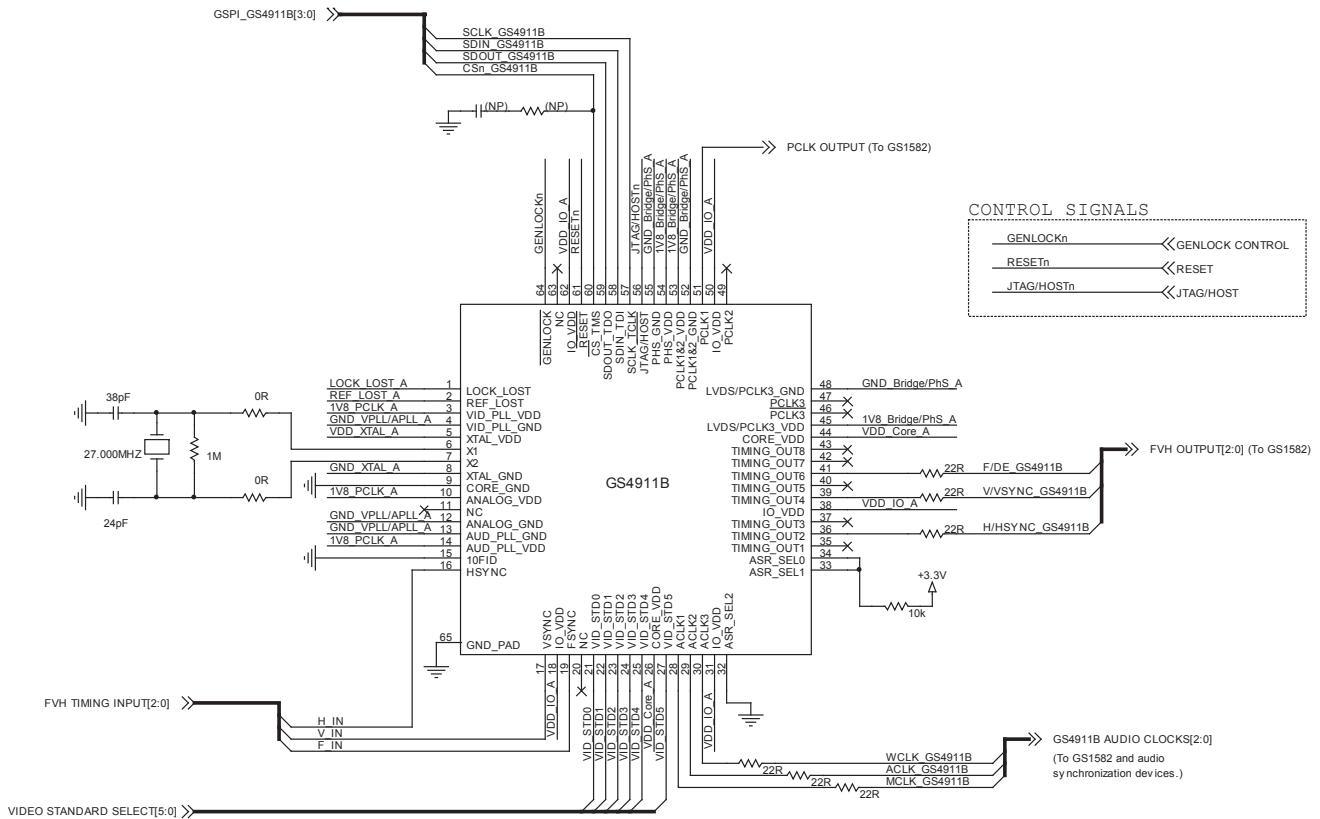 GSPI_GS4911B[3:0]
SCLK_GS4911B
SDIN_GS4911B
SDOUT_GS4911B
CSn_GS4911B
(NP)
(NP)
PCLK OUTPUT (To GS1582)
GENLOCKn
VDD_IO_A
RESETn
JTAG/HOSTn
GND_Bridge/PhS_A
1V8_Bridge/PhS_A
1V8_Bridge/PhS_A
GND_Bridge/PhS_A
VDD_IO_A
CONTROL SIGNALS
GENLOCKn
GENLOCK CONTROL
RESETn
RESET
JTAG/HOSTn
JTAG/HOST
64
63
62
61
60
59
58
57
56
55
54
53
52
51
50
49
GENLOCK
NC
IO_VDD
RESET
CS_TMS
SDOUT_TDO
SDIN_TDI
SCLK_TCLK
JTAG/HOST
PHS_GND
PHS_VDD
PCLK1&2_VDD
PCLK1&2_GND
PCLK1
IO_VDD
PCLK2
LOCK_LOST_A 1 LOCK_LOST
REF_LOST_A 2 REF_LOST
1V8_PCLK_A 3 VID_PLL_VDD
GND_VPLL/APLL_A 4 VID_PLL_GND
VDD_XTAL_A 5 XTAL_VDD
6 X1
7 X2
GND_XTAL_A 8 XTAL_GND
9 CORE_GND
1V8_PCLK_A 10 ANALOG_VDD
11 NC
GND_VPLL/APLL_A 12 ANALOG_GND
GND_VPLL/APLL_A 13 AUD_PLL_GND
1V8_PCLK_A 14 AUD_PLL_VDD
15 10FID
16 HSYNC
38pF
0R
27.000MHZ
1M
0R
24pF
GS4911B
LVDS/PCLK3_GND 48 GND_Bridge/PhS_A
PCLK3 47
PCLK3 46
LVDS/PCLK3_VDD 45 1V8_Bridge/PhS_A
CORE_VDD 44 VDD_Core_A
TIMING_OUT8 43
TIMING_OUT7 42
TIMING_OUT6 41 22R F/DE_GS4911B
TIMING_OUT5 40
TIMING_OUT4 39 22R V/VSYNC_GS4911B
IO_VDD 38 VDD_IO_A
TIMING_OUT3 37
TIMING_OUT2 36 22R H/HSYNC_GS4911B
TIMING_OUT1 35
ASR_SEL0 34
ASR_SEL1 33
FVH OUTPUT[2:0] (To GS1582)
+3.3V
10k
65 GND_PAD
VSYNC
IO_VDD
FSYNC
NC
VID_STD0
VID_STD1
VID_STD2
VID_STD3
VID_STD4
CORE_VDD
VID_STD5
ACLK1
ACLK2
ACLK3
IO_VDD
ASR_SEL2
17
18
19
20
21
22
23
24
25
26
27
28
29
30
31
32
VDD_IO_A
VID_STD0
VID_STD1
VID_STD2
VID_STD3
VID_STD4
VDD_Core_A
VID_STD5
VDD_IO_A
FVH TIMING INPUT[2:0]
H_IN
V_IN
F_IN
VIDEO STANDARD SELECT[5:0]
WCLK_GS4911B
22R
ACLK_GS4911B
22R
MCLK_GS4911B
22R
GS4911B AUDIO CLOCKS[2:0]
(To GS1582 and audio
synchronization devices.)